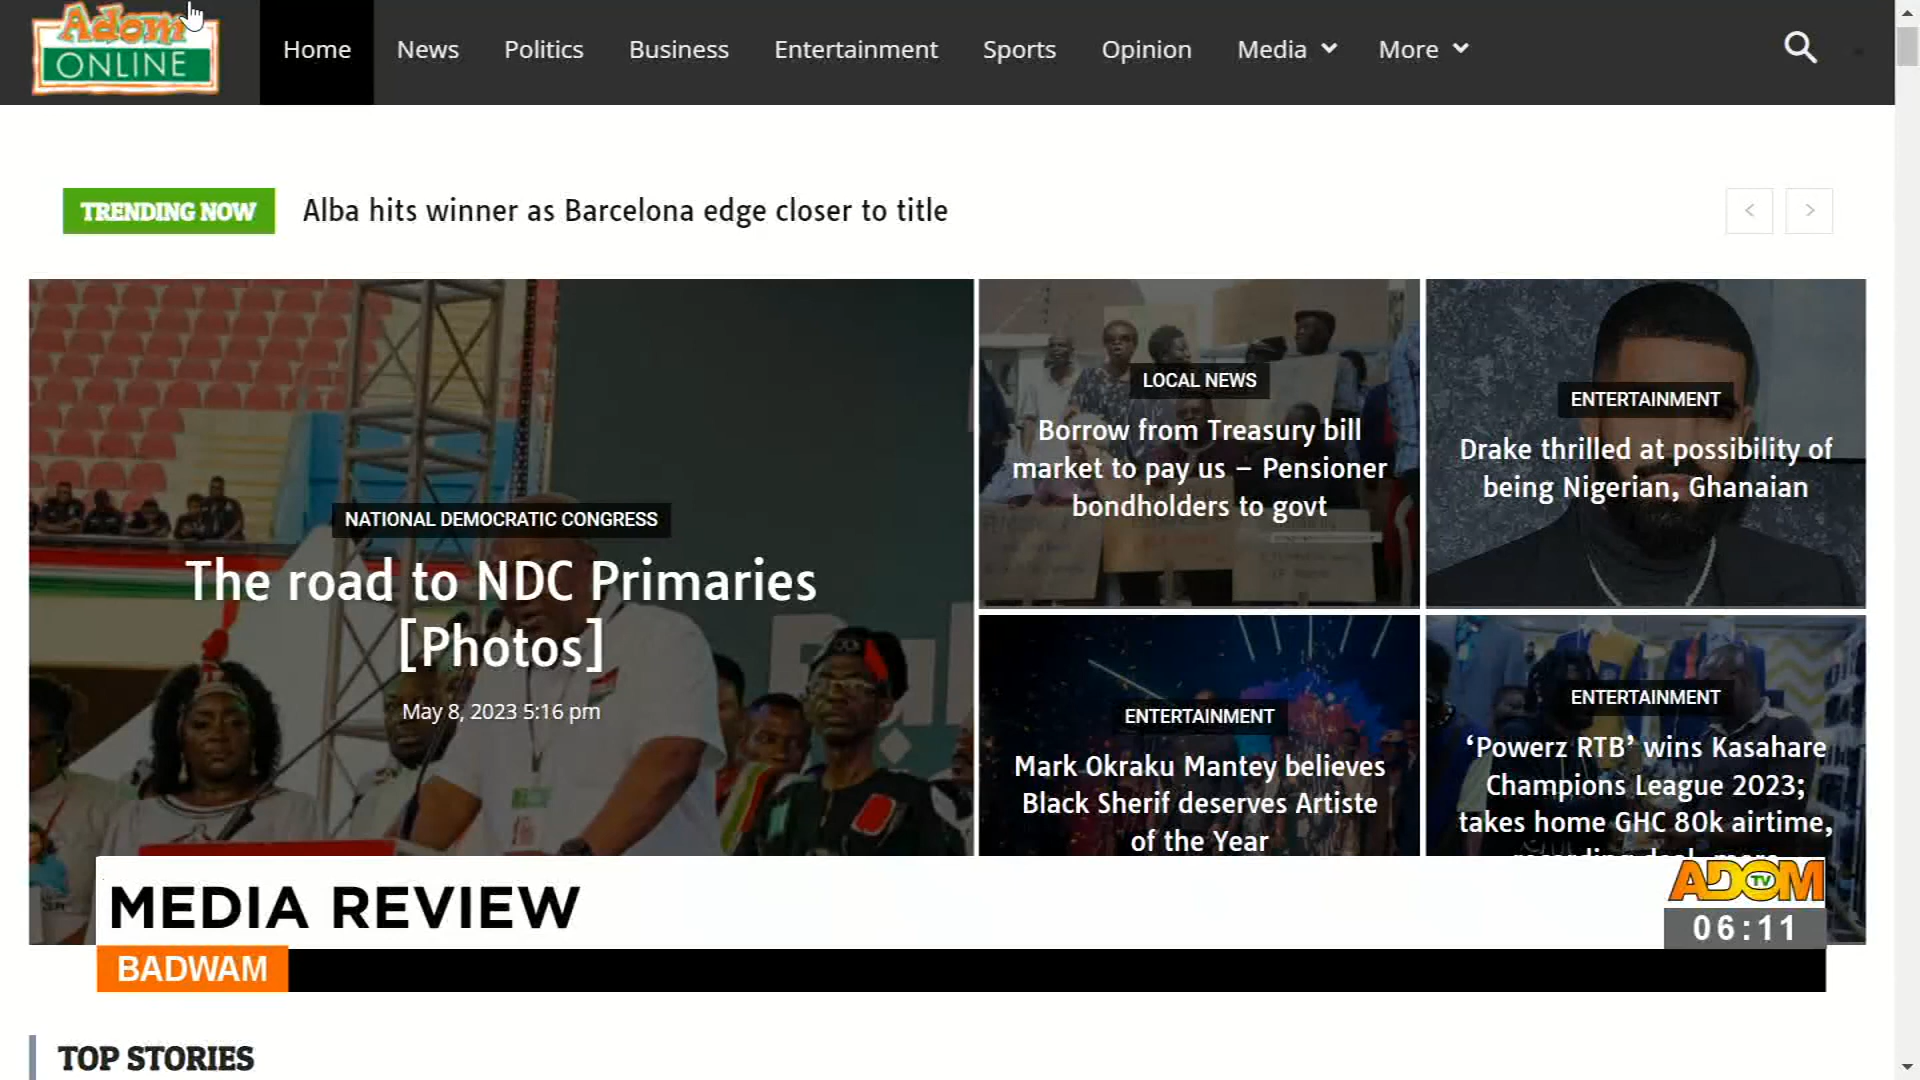 Adom
ONLINE
Home
News
Politics
Business
Entertainment
Sports
Opinion
Media
More
TRENDING NOW
Alba hits winner as Barcelona edge closer to title
NATIONAL DEMOCRATIC CONGRESS
The road to NDC Primaries
[Photos]
May 8, 2023 5:16 pm
LOCAL NEWS
Borrow from Treasury bill
market to pay us – Pensioner
bondholders to govt
ENTERTAINMENT
Drake thrilled at possibility of
being Nigerian, Ghanaian
ENTERTAINMENT
Mark Okraku Mantey believes
Black Sherif deserves Artiste
of the Year
ENTERTAINMENT
‘Powerz RTB’ wins Kasahare
Champions League 2023;
takes home GHC 80k airtime,
MEDIA REVIEW
ADOM TV
06:11
BADWAM
TOP STORIES